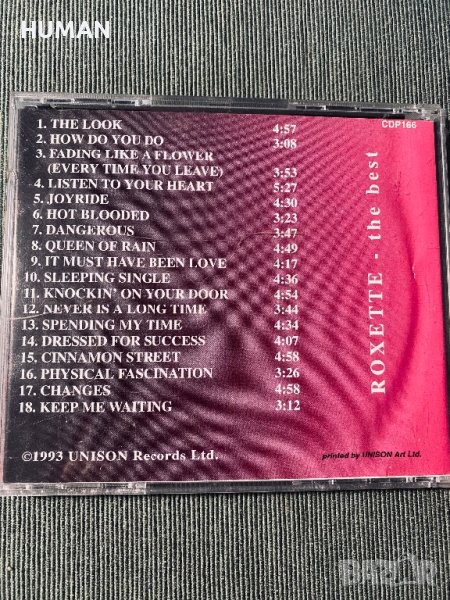 HUMAN
CDP166
1. THE LOOK 4:57
2. HOW DO YOU DO 3:08
3. FADING LIKE A FLOWER
(EVERY TIME YOU LEAVE) 3:53
4. LISTEN TO YOUR HEART 5:27
5. JOYRIDE 4:30
6. HOT BLOODED 3:23
7. DANGEROUS 3:47
8. QUEEN OF RAIN 4:49
9. IT MUST HAVE BEEN LOVE 4:17
10. SLEEPING SINGLE 4:36
11. KNOCKIN' ON YOUR DOOR 4:54
12. NEVER IS A LONG TIME 3:44
13. SPENDING MY TIME 4:34
14. DRESSED FOR SUCCESS 4:07
15. CINNAMON STREET 4:58
16. PHYSICAL FASCINATION 3:26
17. CHANGES 4:58
18. KEEP ME WAITING 3:12
ROXETTE - the best
©1993 UNISON Records Ltd.
printed by UNISON Art Ltd.
BAZAR.BG